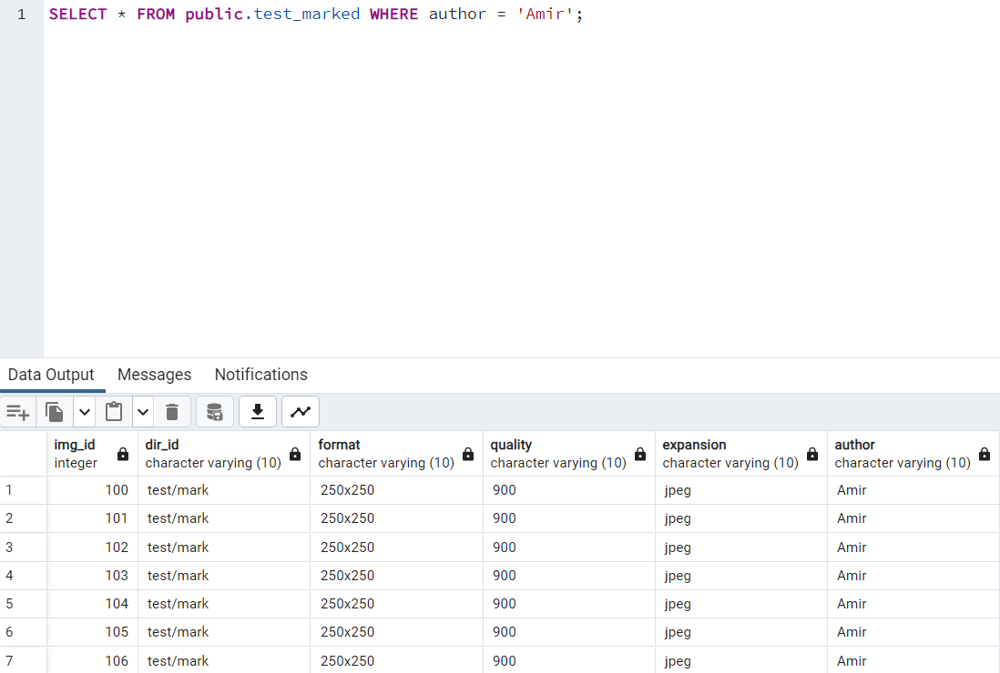 1 SELECT * FROM public.test_marked WHERE author = 'Amir';
Data Output Messages Notifications
img_id dir_id format quality expansion author
integer character varying (10) character varying (10) character varying (10) character varying (10) character varying (10)
1 100 test/mark 250x250 900 jpeg Amir
2 101 test/mark 250x250 900 jpeg Amir
3 102 test/mark 250x250 900 jpeg Amir
4 103 test/mark 250x250 900 jpeg Amir
5 104 test/mark 250x250 900 jpeg Amir
6 105 test/mark 250x250 900 jpeg Amir
7 106 test/mark 250x250 900 jpeg Amir